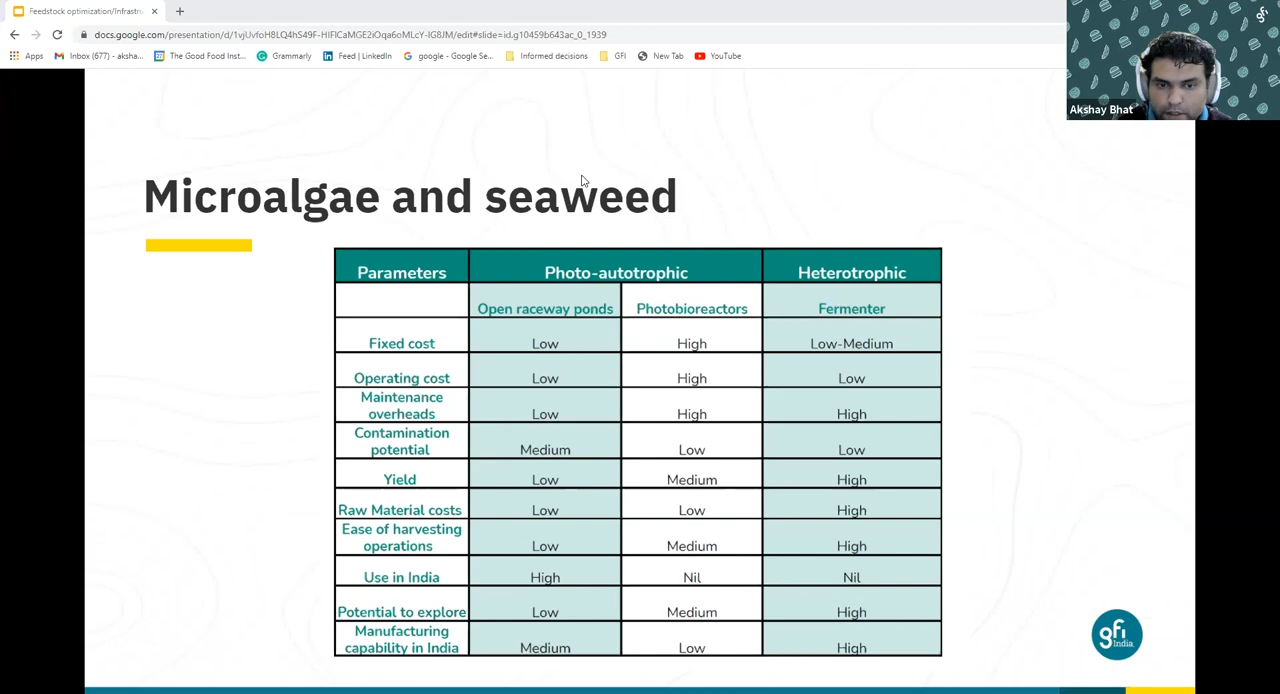 Feedstock optimization/Infrastru
docs.google.com/presentation/d/1vjUvfoH8LQ4hS49F-HIFlCaMGE2iOqa6oMLcY-IG8JM/edit#slide=id.g10459b643ac_0_1939
Apps Inbox (677) - aksha... The Good Food Inst... Grammarly Feed | LinkedIn google - Google Se... Informed decisions GFI New Tab YouTube
gfi
Akshay Bhat
Microalgae and seaweed
Parameters Photo-autotrophic Heterotrophic
Open raceway ponds Photobioreactors Fermenter
Fixed cost Low High Low-Medium
Operating cost Low High Low
Maintenance
overheads Low High High
Contamination
potential Medium Low Low
Yield Low Medium High
Raw Material costs Low Low High
Ease of harvesting
operations Low Medium High
Use in India High Nil Nil
Potential to explore Low Medium High
Manufacturing
capability in India Medium Low High
gfi
India